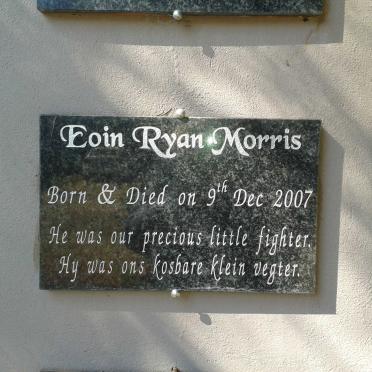 Eoin Ryan Morris
Born & Died on 9th Dec 2007
He was our precious little fighter.
Hy was ons kosbare klein vegter.